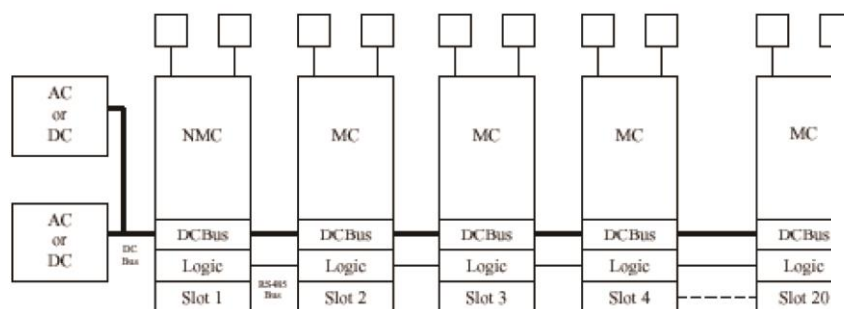 AC
or
DC
AC
or
DC
DC
Bus
NMC
DCBus
Logic
Slot 1
RS485
Bus
MC
DCBus
Logic
Slot 2
MC
DCBus
Logic
Slot 3
MC
DCBus
Logic
Slot 4
MC
DCBus
Logic
Slot 20